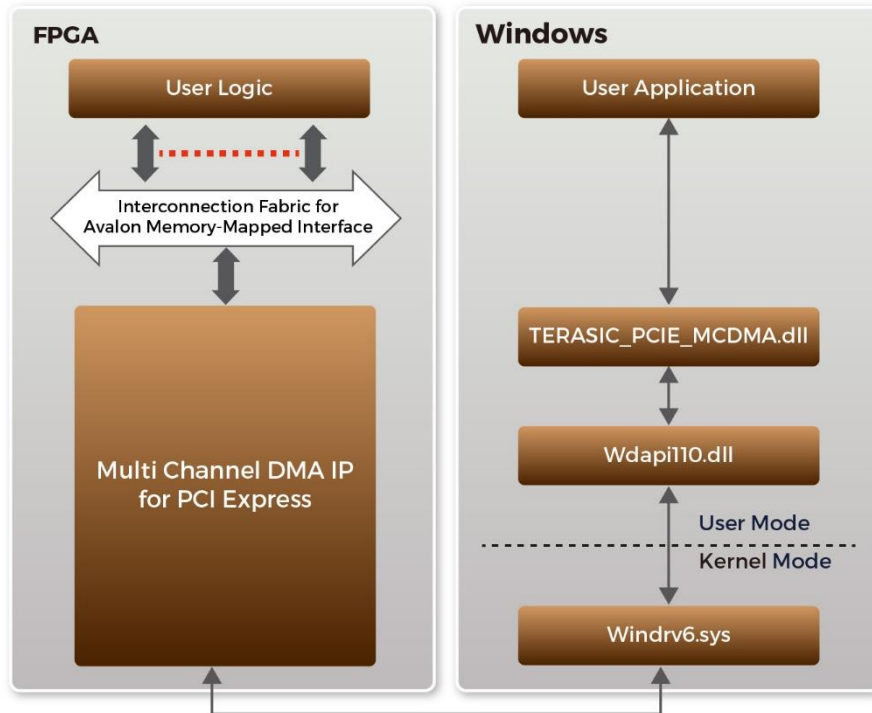 FPGA
User Logic
Interconnection Fabric for
Avalon Memory-Mapped Interface
Multi Channel DMA IP
for PCI Express
Windows
User Application
TERASIC_PCIE_MCDMA.dll
Wdapi110.dll
User Mode
Kernel Mode
Windrv6.sys